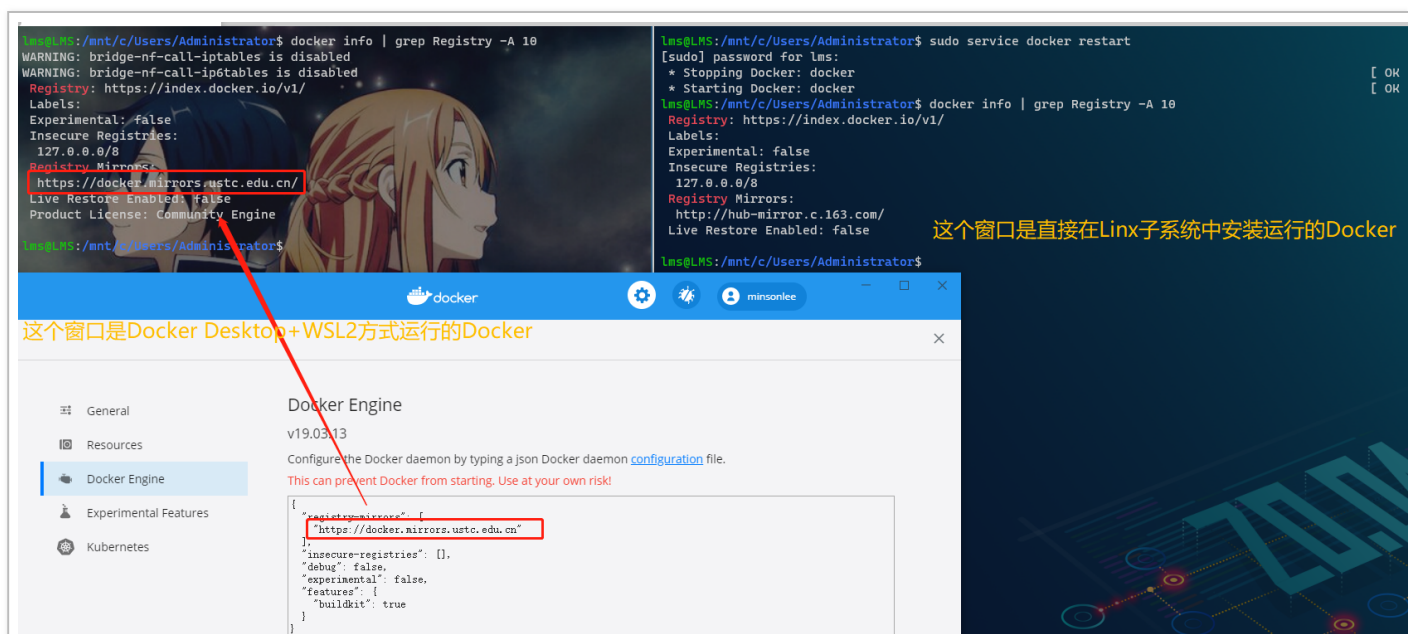 lms@LMS:/mnt/c/Users/Administrator$ docker info | grep Registry -A 10
WARNING: bridge-nf-call-iptables is disabled
WARNING: bridge-nf-call-ip6tables is disabled
Registry: https://index.docker.io/v1/
Labels:
Experimental: false
Insecure Registries:
127.0.0.0/8
Registry Mirrors:
https://docker.mirrors.ustc.edu.cn/
Live Restore Enabled: false
Product License: Community Engine
lms@LMS:/mnt/c/Users/Administrator$
lms@LMS:/mnt/c/Users/Administrator$ sudo service docker restart
[sudo] password for lms:
* Stopping Docker: docker [ OK
* Starting Docker: docker [ OK
lms@LMS:/mnt/c/Users/Administrator$ docker info | grep Registry -A 10
Registry: https://index.docker.io/v1/
Labels:
Experimental: false
Insecure Registries:
127.0.0.0/8
Registry Mirrors:
http://hub-mirror.c.163.com/
Live Restore Enabled: false
这个窗口是直接在Linx子系统中安装运行的Docker
lms@LMS:/mnt/c/Users/Administrator$
docker
minsonlee
这个窗口是Docker Desktop+WSL2方式运行的Docker
General
Resources
Docker Engine
Experimental Features
Kubernetes
Docker Engine
v19.03.13
Configure the Docker daemon by typing a json Docker daemon configuration file.
This can prevent Docker from starting. Use at your own risk!
{
"registry-mirrors": [
"https://docker.mirrors.ustc.edu.cn"
],
"insecure-registries": [],
"debug": false,
"experimental": false,
"features": {
"buildkit": true
}
}